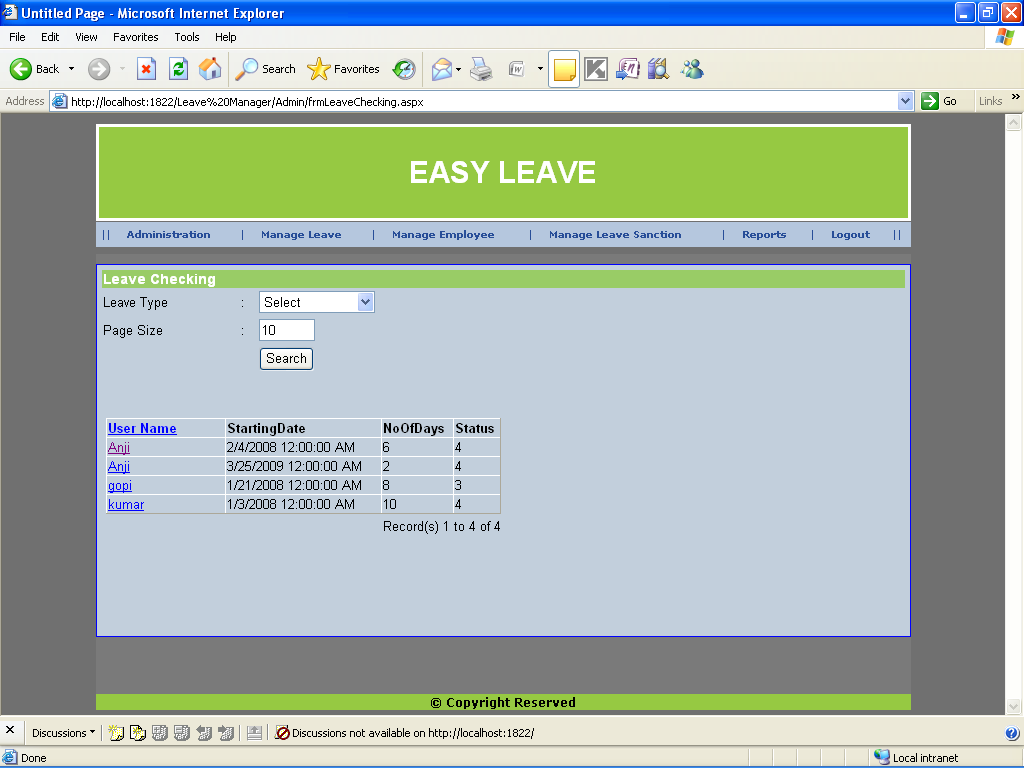 Untitled Page - Microsoft Internet Explorer
File Edit View Favorites Tools Help
Back Search Favorites
Address http://localhost:1822/Leave%20Manager/Admin/frmLeaveChecking.aspx Go Links »
EASY LEAVE
|| Administration | Manage Leave | Manage Employee | Manage Leave Sanction | Reports | Logout ||
Leave Checking
Leave Type : Select
Page Size : 10
Search
User Name StartingDate NoOfDays Status
Anji 2/4/2008 12:00:00 AM 6 4
Anji 3/25/2009 12:00:00 AM 2 4
gopi 1/21/2008 12:00:00 AM 8 3
kumar 1/3/2008 12:00:00 AM 10 4
Record(s) 1 to 4 of 4
© Copyright Reserved
Discussions Discussions not available on http://localhost:1822/
Done Local intranet